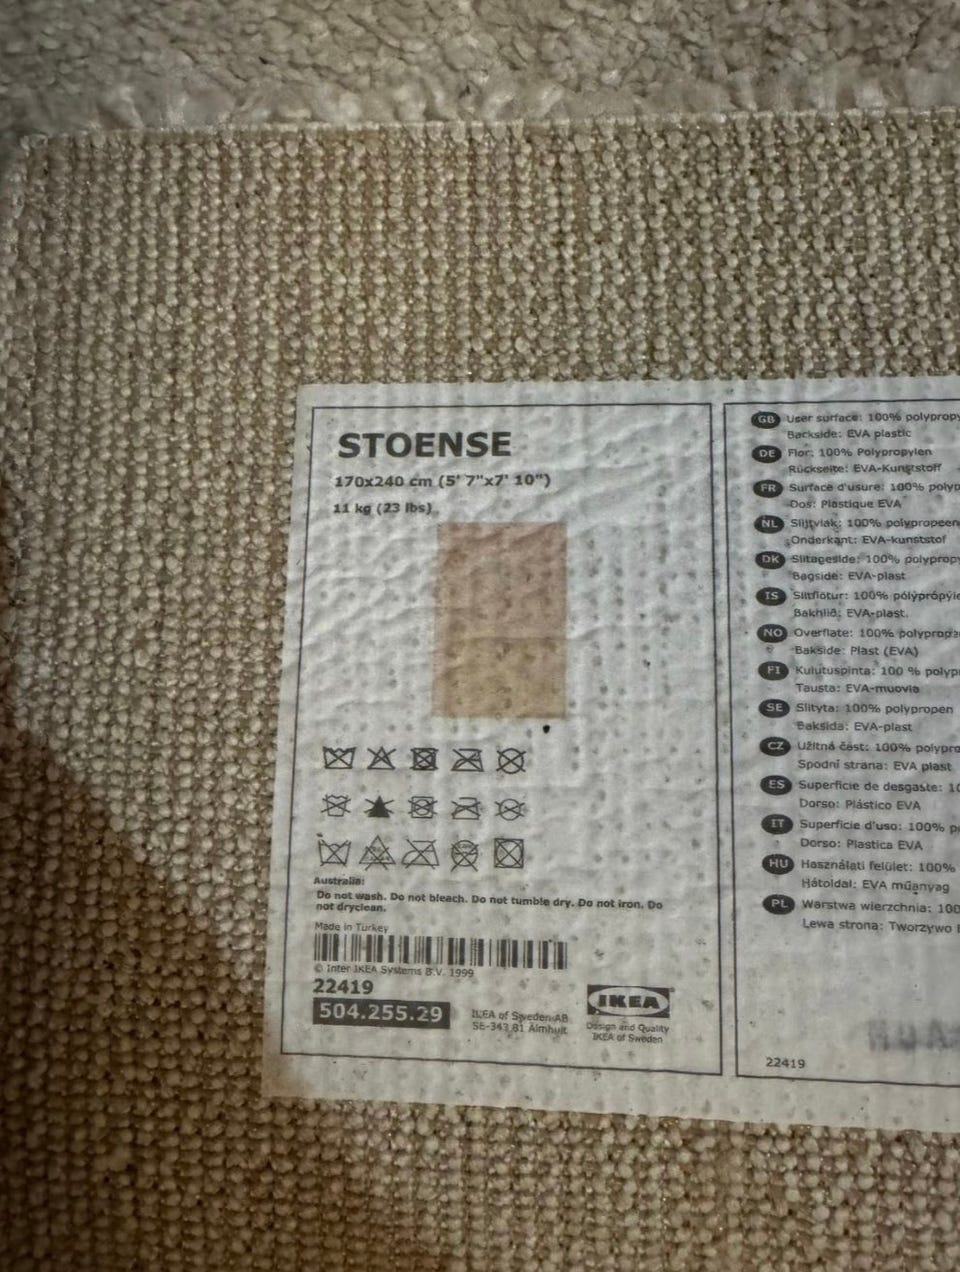 STOENSE
170x240 cm (5' 7"x7' 10")
11 kg (23 lbs)
Australia:
Do not wash. Do not bleach. Do not tumble dry. Do not iron. Do
not dryclean.
Made in Turkey
© Inter IKEA Systems B.V. 1999
22419
504.255.29
IKEA of Sweden AB
SE-343 81 Älmhult
IKEA
Design and Quality
IKEA of Sweden
GB User surface: 100% polypropy
Backside: EVA plastic
DE Flor: 100% Polypropylen
Rückseite: EVA-Kunststoff
FR Surface d'usure: 100% polyp
Dos: Plastique EVA
NL Slijtvlak: 100% polypropeen
Onderkant: EVA-kunststof
DK Slitageside: 100% polypropy
Bagside: EVA-plast
IS Slitflötur: 100% pólýprópýle
Bakhlið: EVA-plast.
NO Overflate: 100% polyprope
Bakside: Plast (EVA)
FI Kulutuspinta: 100 % polypr
Tausta: EVA-muovia
SE Slityta: 100% polypropen
Baksida: EVA-plast
CZ Užitná část: 100% polypro
Spodní strana: EVA plast
ES Superficie de desgaste: 10
Dorso: Plástico EVA
IT Superficie d'uso: 100% p
Dorso: Plastica EVA
HU Használati felület: 100%
Hátoldal: EVA műanyag
PL Warstwa wierzchnia: 100
Lewa strona: Tworzywo E
22419